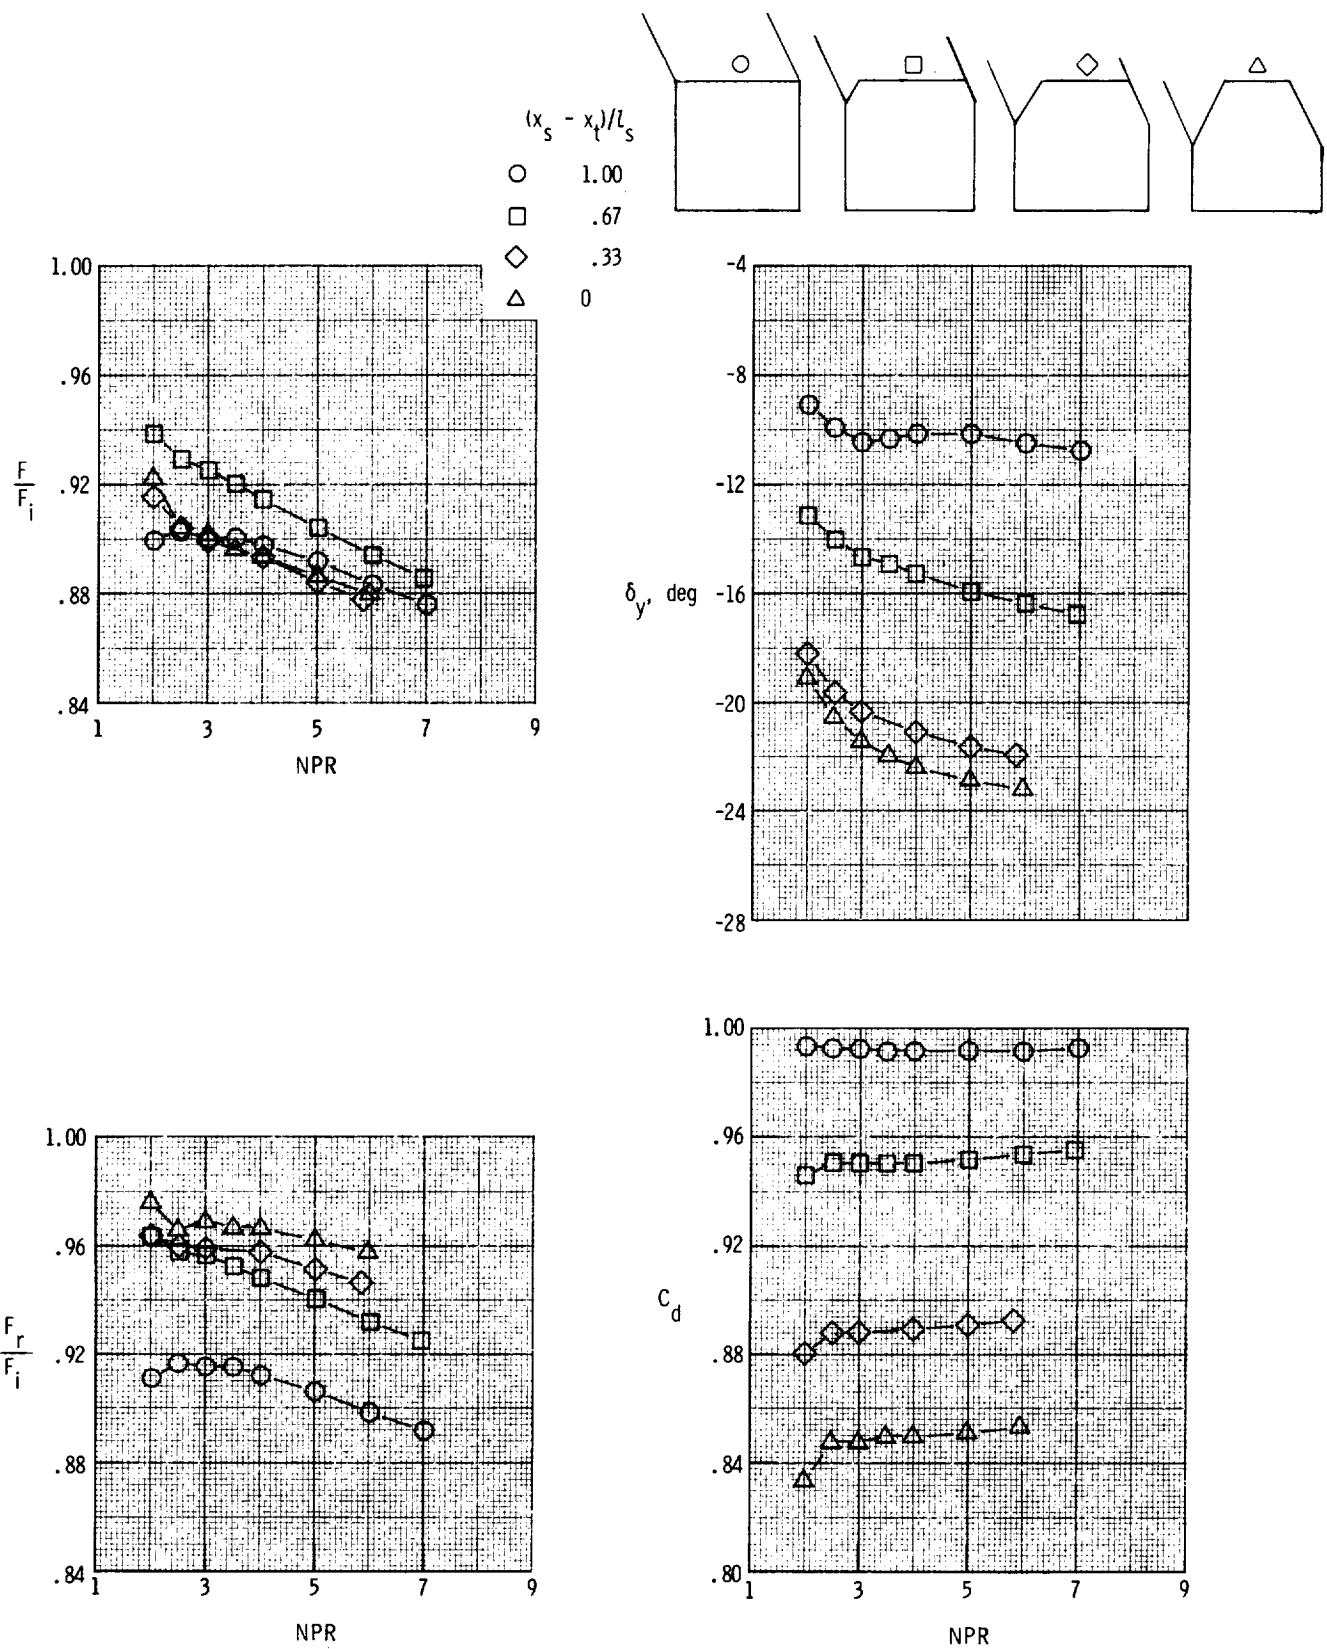 (x_s - x_t)/l_s
○ 1.00
□ .67
◇ .33
△ 0
1.00
.96
F/F_i .92
.88
.84
1 3 5 7 9
NPR
-4
-8
-12
δ_y, deg -16
-20
-24
-28
1.00
.96
F_r/F_i .92
.88
.84
1 3 5 7 9
NPR
1.00
.96
.92
C_d
.88
.84
.80
1 3 5 7 9
NPR